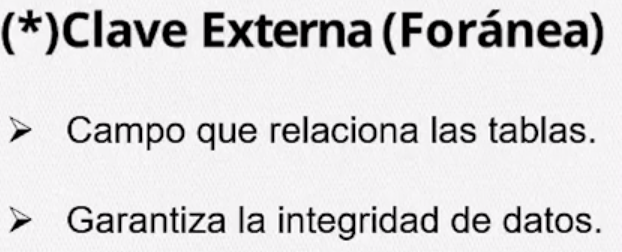 (*)Clave Externa (Foránea)
➢ Campo que relaciona las tablas.
➢ Garantiza la integridad de datos.